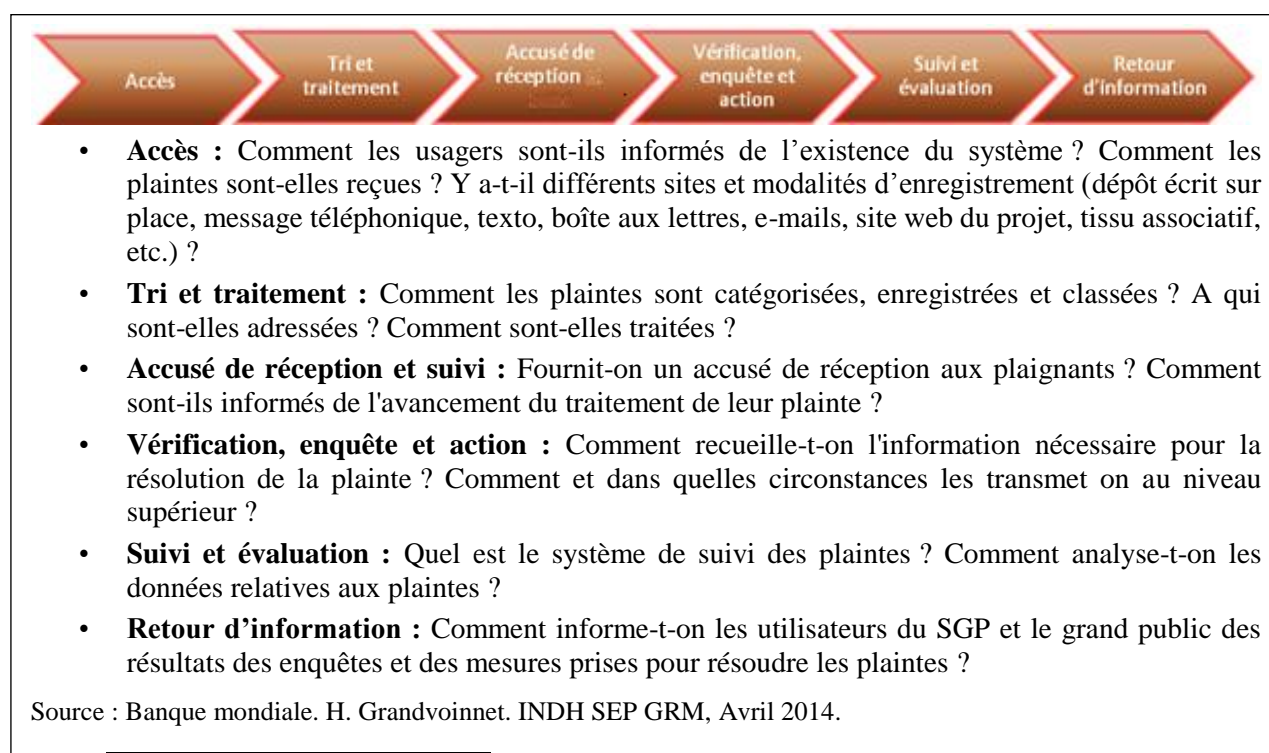 Accès
Tri et
traitement
Accusé de
réception
Vérification,
enquête et
action
Suivi et
évaluation
Retour
d'information
• Accès : Comment les usagers sont-ils informés de l’existence du système ? Comment les
plaintes sont-elles reçues ? Y a-t-il différents sites et modalités d’enregistrement (dépôt écrit sur
place, message téléphonique, texto, boîte aux lettres, e-mails, site web du projet, tissu associatif,
etc.) ?
• Tri et traitement : Comment les plaintes sont catégorisées, enregistrées et classées ? A qui
sont-elles adressées ? Comment sont-elles traitées ?
• Accusé de réception et suivi : Fournit-on un accusé de réception aux plaignants ? Comment
sont-ils informés de l'avancement du traitement de leur plainte ?
• Vérification, enquête et action : Comment recueille-t-on l'information nécessaire pour la
résolution de la plainte ? Comment et dans quelles circonstances les transmet on au niveau
supérieur ?
• Suivi et évaluation : Quel est le système de suivi des plaintes ? Comment analyse-t-on les
données relatives aux plaintes ?
• Retour d’information : Comment informe-t-on les utilisateurs du SGP et le grand public des
résultats des enquêtes et des mesures prises pour résoudre les plaintes ?
Source : Banque mondiale. H. Grandvoinnet. INDH SEP GRM, Avril 2014.